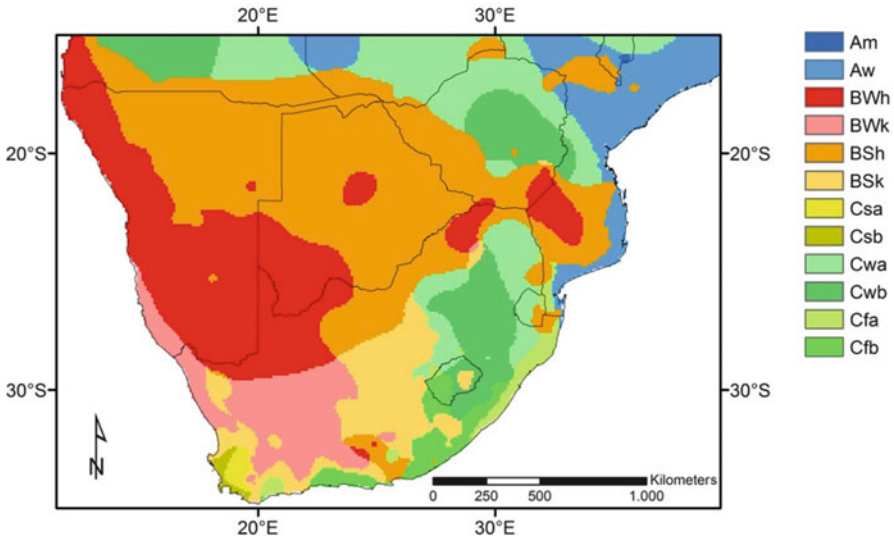 20°E 30°E
Am
Aw
BWh
BWk
20°S 20°S
BSh
BSk
Csa
Csb
Cwa
Cwb
Cfa
Cfb
30°S 30°S
N
Kilometers
0 250 500 1.000
20°E 30°E